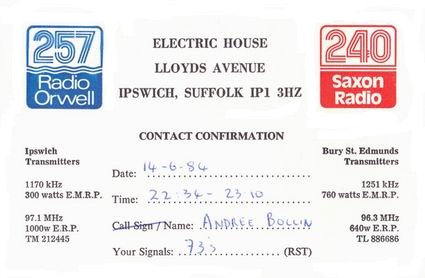 257
Radio
Orwell
ELECTRIC HOUSE
LLOYDS AVENUE
IPSWICH, SUFFOLK IP1 3HZ
240
Saxon
Radio
CONTACT CONFIRMATION
Ipswich
Transmitters
1170 kHz
300 watts E.M.R.P.
97.1 MHz
1000w E.R.P.
TM 212445
Date: 14-6-84
Time: 22:34 - 23:10
Call Sign / Name: ANDREE BOLLIN
Your Signals: 733 (RST)
Bury St. Edmunds
Transmitters
1251 kHz
760 watts E.M.R.P.
96.3 MHz
640w E.R.P.
TL 886686